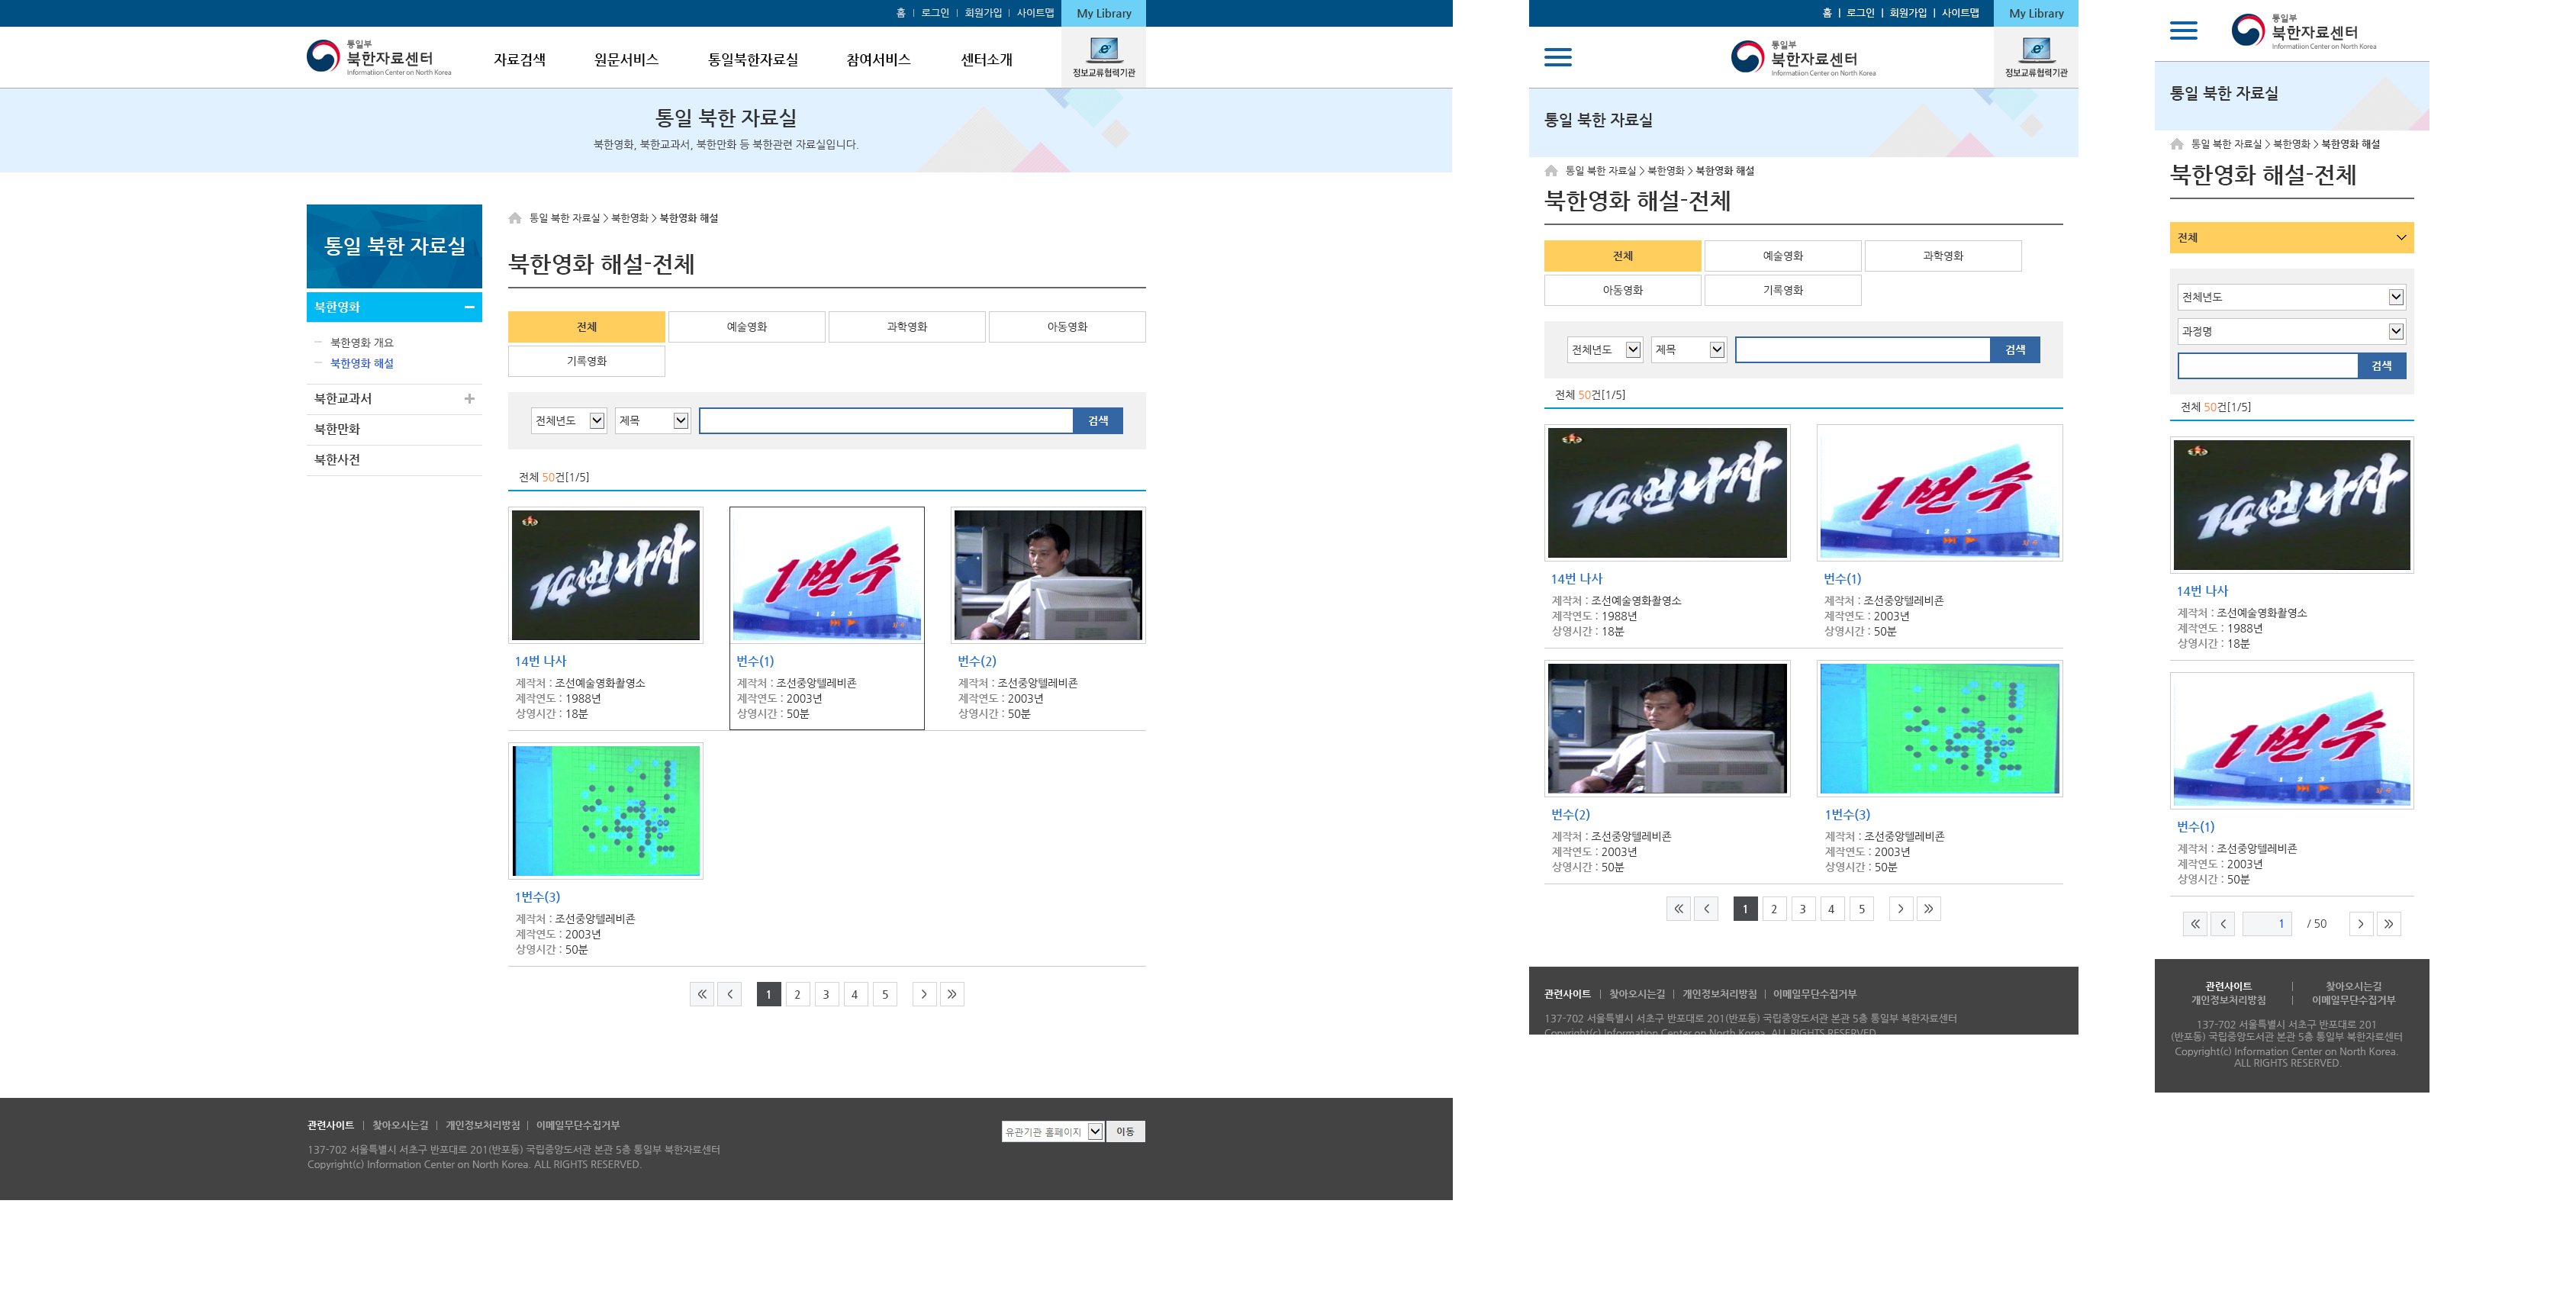 홈 | 로그인 | 회원가입 | 사이트맵 My Library
통일부
북한자료센터
Informatiion Center on North Korea
자료검색 원문서비스 통일북한자료실 참여서비스 센터소개
정보교류협력기관
통일 북한 자료실
북한영화, 북한교과서, 북한만화 등 북한관련 자료실입니다.
통일 북한 자료실
북한영화
북한영화 개요
북한영화 해설
북한교과서
북한만화
북한사전
통일 북한 자료실 > 북한영화 > 북한영화 해설
북한영화 해설-전체
전체 예술영화 과학영화 아동영화
기록영화
전체년도 제목 검색
전체 50건[1/5]
14번나사
1번수
1 2 3
14번 나사
제작처 : 조선예술영화촬영소
제작연도 : 1988년
상영시간 : 18분
번수(1)
제작처 : 조선중앙텔레비죤
제작연도 : 2003년
상영시간 : 50분
번수(2)
제작처 : 조선중앙텔레비죤
제작연도 : 2003년
상영시간 : 50분
1번수(3)
제작처 : 조선중앙텔레비죤
제작연도 : 2003년
상영시간 : 50분
1 2 3 4 5
관련사이트 | 찾아오시는길 | 개인정보처리방침 | 이메일무단수집거부
137-702 서울특별시 서초구 반포대로 201(반포동) 국립중앙도서관 본관 5층 통일부 북한자료센터
Copyright(c) Information Center on North Korea. ALL RIGHTS RESERVED.
유관기관 홈페이지 이동
홈 | 로그인 | 회원가입 | 사이트맵 My Library
통일부
북한자료센터
Informatiion Center on North Korea
정보교류협력기관
통일 북한 자료실
통일 북한 자료실 > 북한영화 > 북한영화 해설
북한영화 해설-전체
전체 예술영화 과학영화
아동영화 기록영화
전체년도 제목 검색
전체 50건[1/5]
14번나사
1번수
1 2 3
14번 나사
제작처 : 조선예술영화촬영소
제작연도 : 1988년
상영시간 : 18분
번수(1)
제작처 : 조선중앙텔레비죤
제작연도 : 2003년
상영시간 : 50분
번수(2)
제작처 : 조선중앙텔레비죤
제작연도 : 2003년
상영시간 : 50분
1번수(3)
제작처 : 조선중앙텔레비죤
제작연도 : 2003년
상영시간 : 50분
1 2 3 4 5
관련사이트 | 찾아오시는길 | 개인정보처리방침 | 이메일무단수집거부
137-702 서울특별시 서초구 반포대로 201(반포동) 국립중앙도서관 본관 5층 통일부 북한자료센터
Copyright(c) Information Center on North Korea. ALL RIGHTS RESERVED.
통일부
북한자료센터
Informatiion Center on North Korea
통일 북한 자료실
통일 북한 자료실 > 북한영화 > 북한영화 해설
북한영화 해설-전체
전체
전체년도
과정명
검색
전체 50건[1/5]
14번나사
14번 나사
제작처 : 조선예술영화촬영소
제작연도 : 1988년
상영시간 : 18분
1번수
1 2 3
번수(1)
제작처 : 조선중앙텔레비죤
제작연도 : 2003년
상영시간 : 50분
1 / 50
관련사이트 | 찾아오시는길
개인정보처리방침 | 이메일무단수집거부
137-702 서울특별시 서초구 반포대로 201
(반포동) 국립중앙도서관 본관 5층 통일부 북한자료센터
Copyright(c) Information Center on North Korea.
ALL RIGHTS RESERVED.